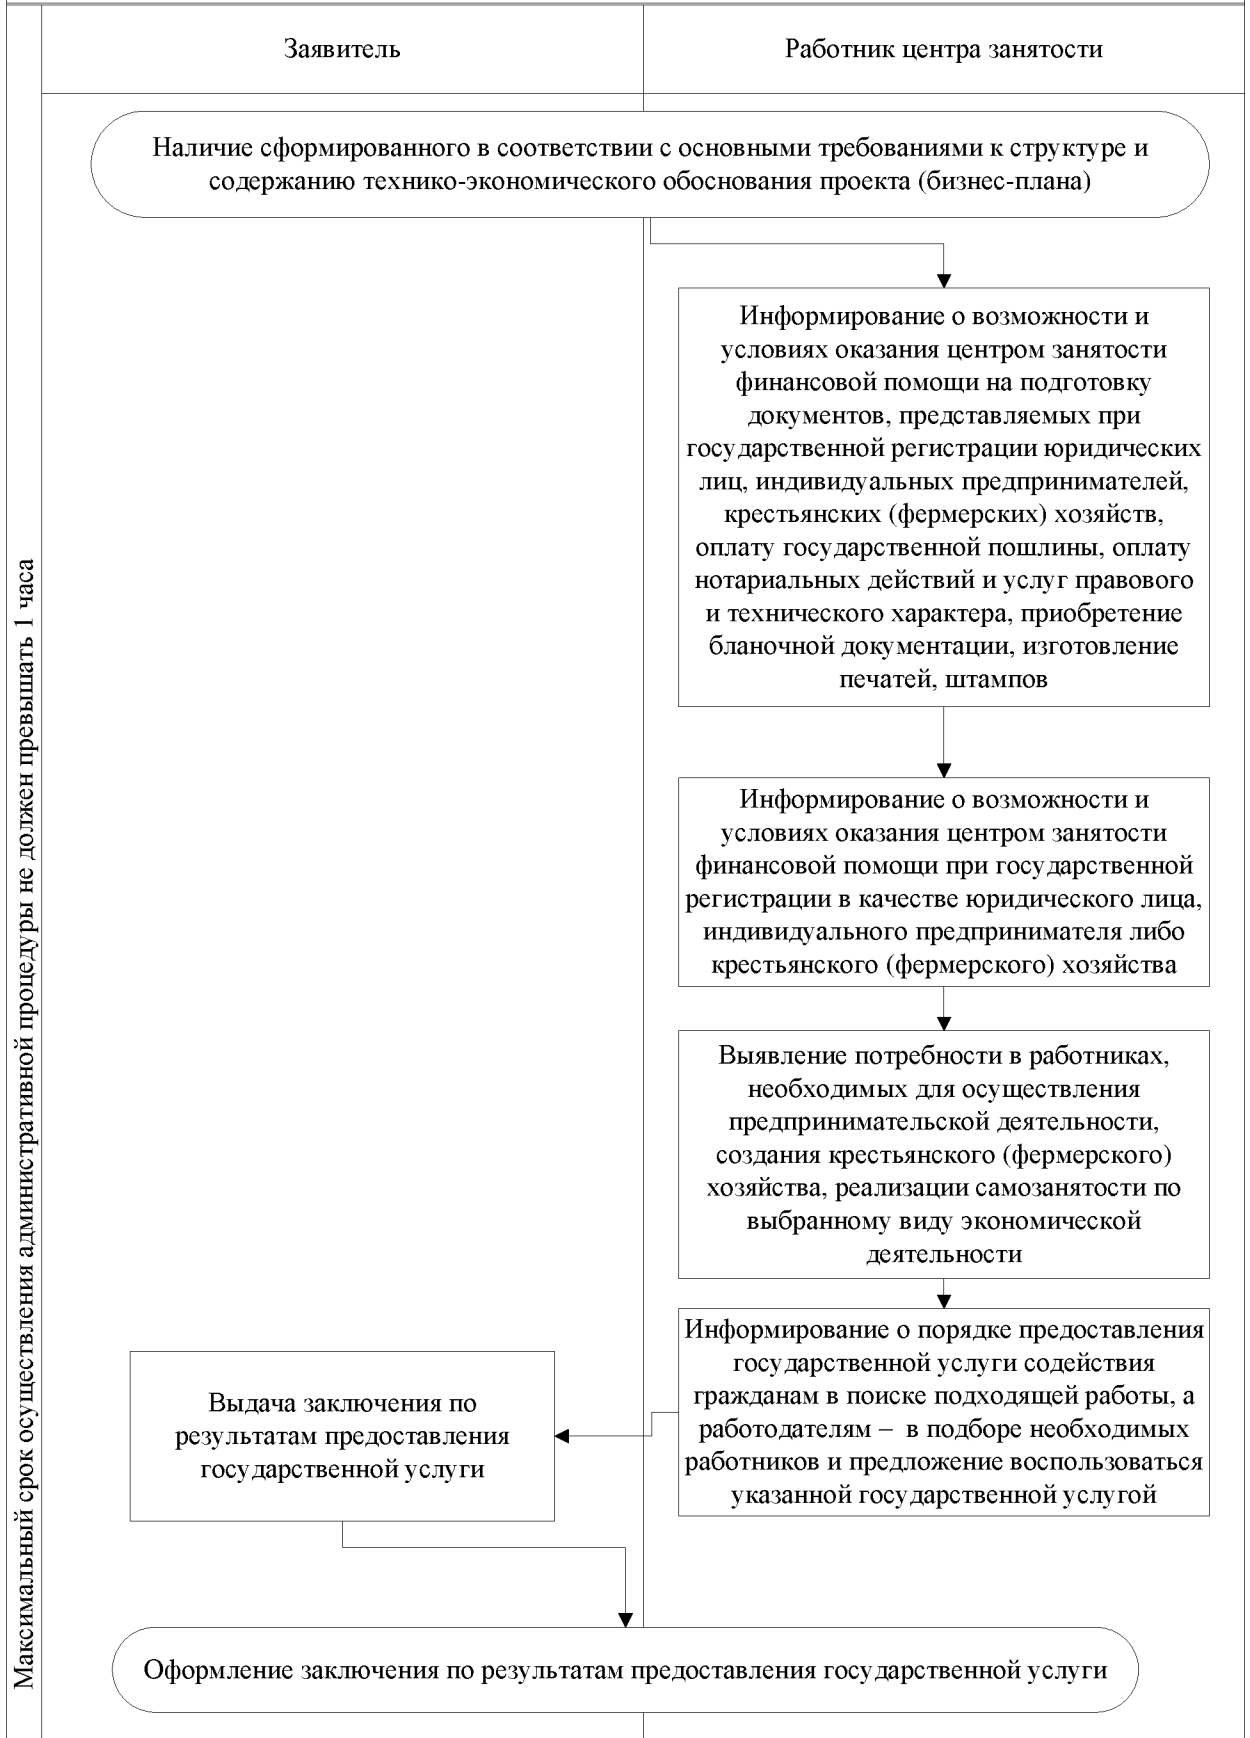 Заявитель
Работник центра занятости
Наличие сформированного в соответствии с основными требованиями к структуре и
содержанию технико-экономического обоснования проекта (бизнес-плана)
Информирование о возможности и
условиях оказания центром занятости
финансовой помощи на подготовку
документов, представляемых при
государственной регистрации юридических
лиц, индивидуальных предпринимателей,
крестьянских (фермерских) хозяйств,
оплату государственной пошлины, оплату
нотариальных действий и услуг правового
и технического характера, приобретение
бланочной документации, изготовление
печатей, штампов
Информирование о возможности и
условиях оказания центром занятости
финансовой помощи при государственной
регистрации в качестве юридического лица,
индивидуального предпринимателя либо
крестьянского (фермерского) хозяйства
Выявление потребности в работниках,
необходимых для осуществления
предпринимательской деятельности,
создания крестьянского (фермерского)
хозяйства, реализации самозанятости по
выбранному виду экономической
деятельности
Информирование о порядке предоставления
государственной услуги содействия
гражданам в поиске подходящей работы, а
работодателям – в подборе необходимых
работников и предложение воспользоваться
указанной государственной услугой
Выдача заключения по
результатам предоставления
государственной услуги
Оформление заключения по результатам предоставления государственной услуги
Максимальный срок осуществления административной процедуры не должен превышать 1 часа